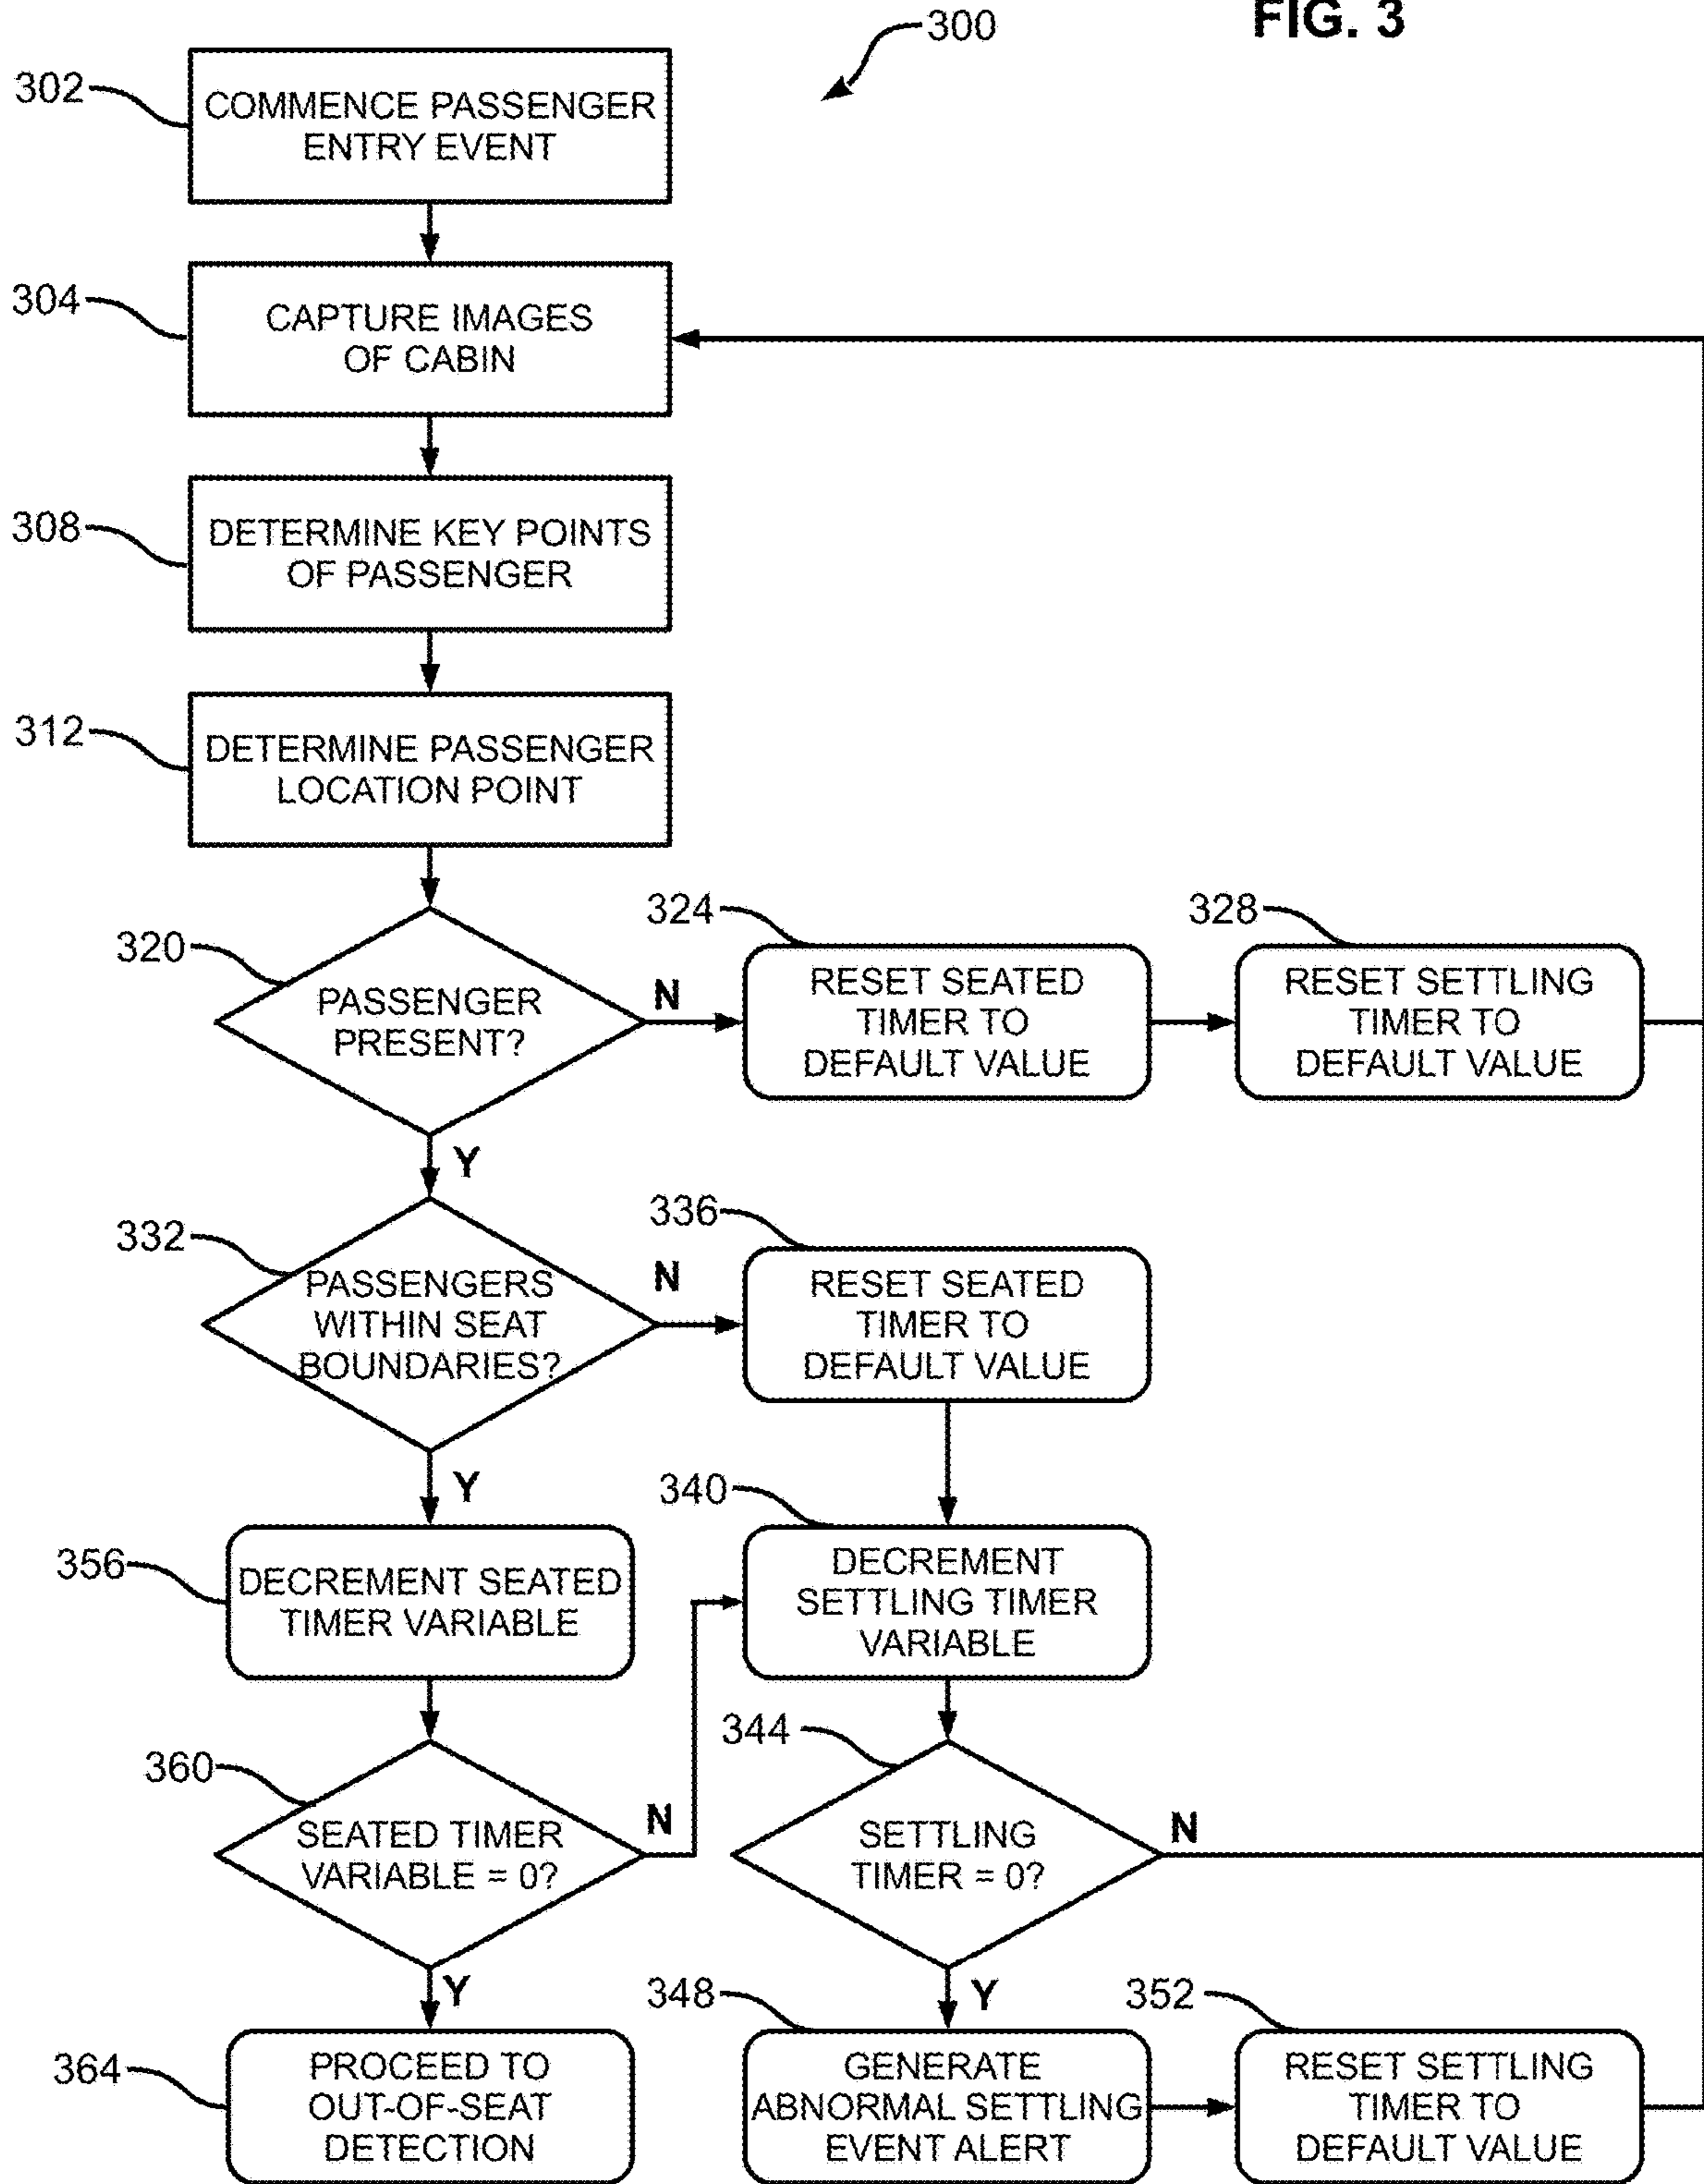 FIG. 3
300
302
COMMENCE PASSENGER
ENTRY EVENT
304
CAPTURE IMAGES
OF CABIN
308
DETERMINE KEY POINTS
OF PASSENGER
312
DETERMINE PASSENGER
LOCATION POINT
320
PASSENGER
PRESENT?
N
324
RESET SEATED
TIMER TO
DEFAULT VALUE
328
RESET SETTLING
TIMER TO
DEFAULT VALUE
Y
332
PASSENGERS
WITHIN SEAT
BOUNDARIES?
N
336
RESET SEATED
TIMER TO
DEFAULT VALUE
Y
356
DECREMENT SEATED
TIMER VARIABLE
340
DECREMENT
SETTLING TIMER
VARIABLE
360
SEATED TIMER
VARIABLE = 0?
N
344
SETTLING
TIMER = 0?
N
Y
364
PROCEED TO
OUT-OF-SEAT
DETECTION
Y
348
GENERATE
ABNORMAL SETTLING
EVENT ALERT
352
RESET SETTLING
TIMER TO
DEFAULT VALUE